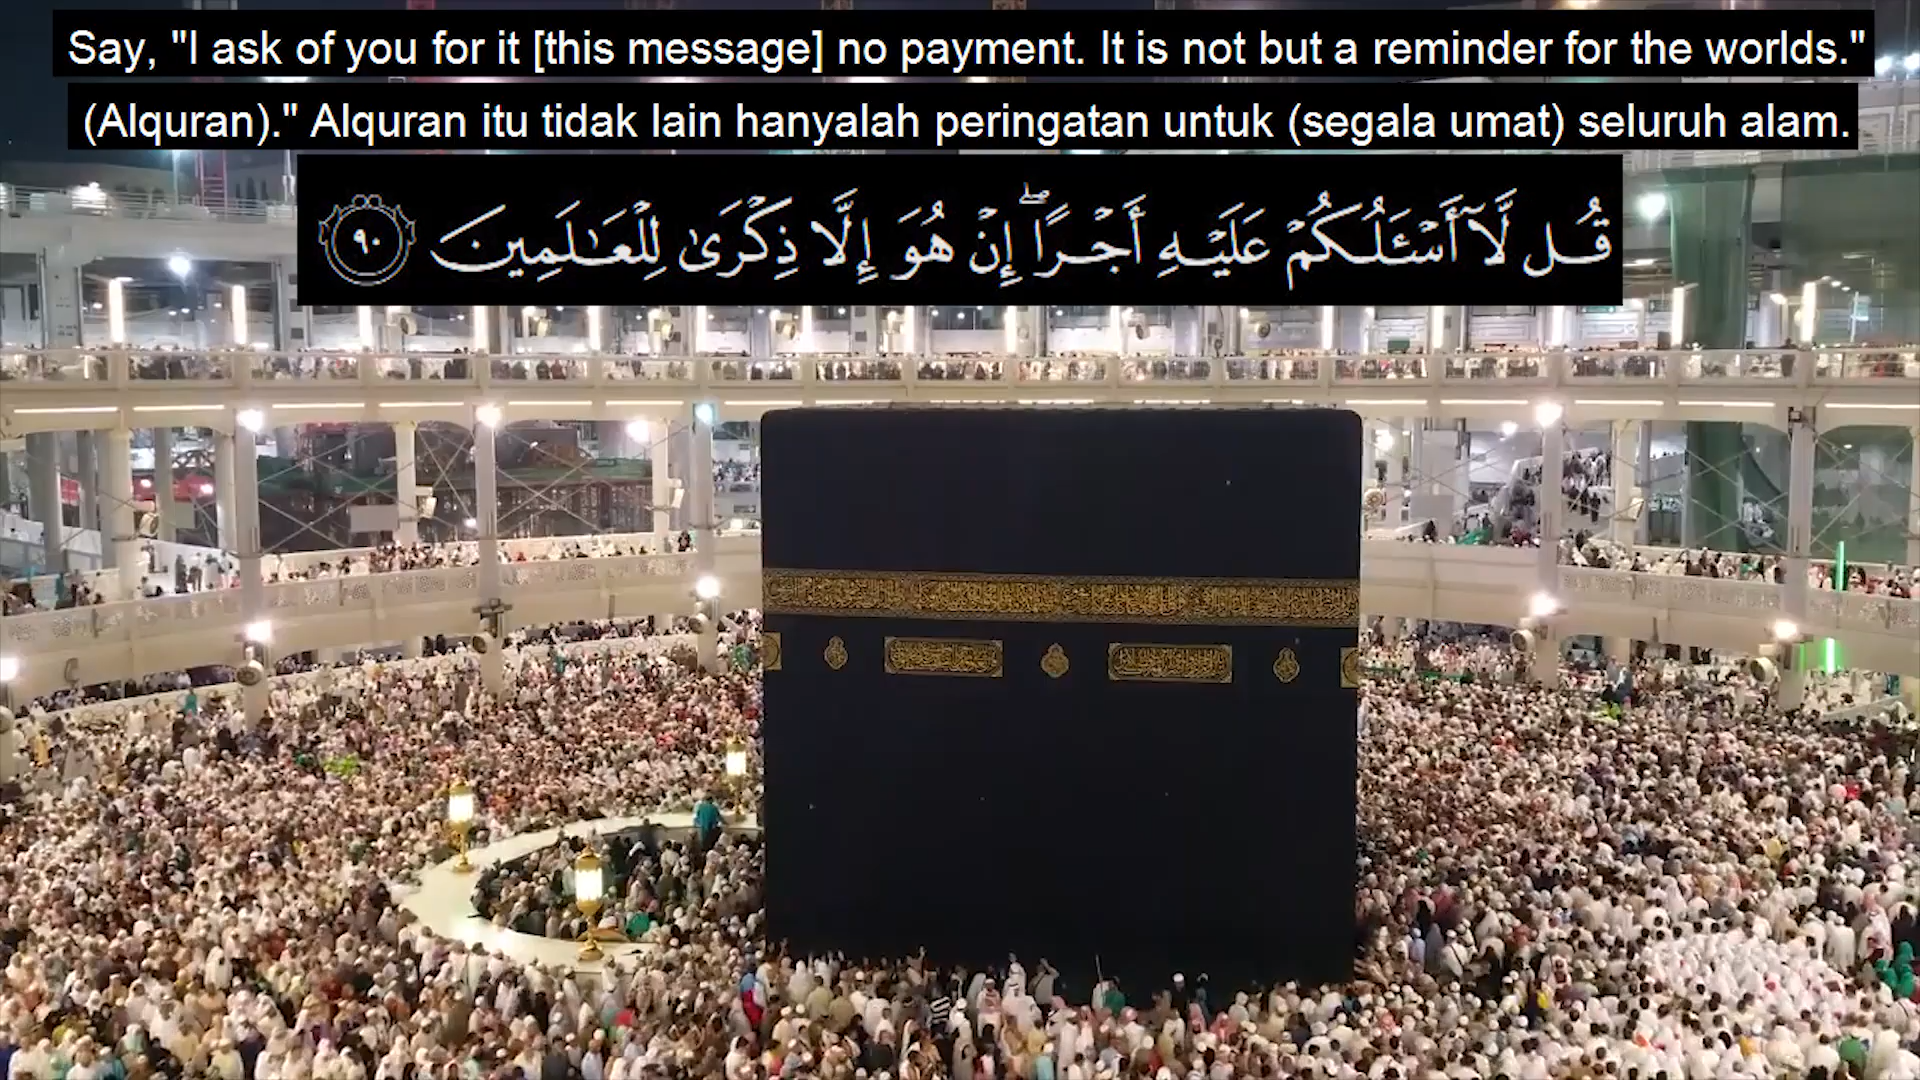 Say, "I ask of you for it [this message] no payment. It is not but a reminder for the worlds."
(Alquran)." Alquran itu tidak lain hanyalah peringatan untuk (segala umat) seluruh alam.
قُل لَّآ أَسْـَٔلُكُمْ عَلَيْهِ أَجْرًا ۖ إِنْ هُوَ إِلَّا ذِكْرَىٰ لِلْعَـٰلَمِينَ ٩٠